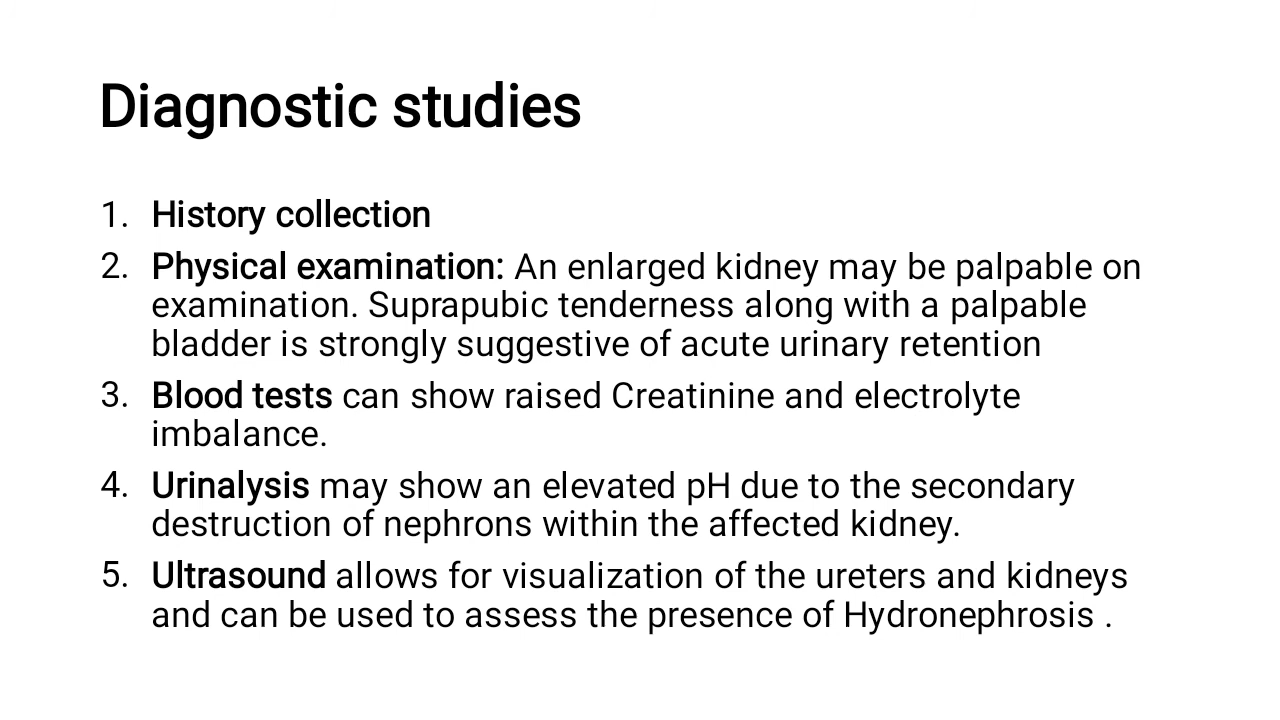 Diagnostic studies
1. History collection
2. Physical examination: An enlarged kidney may be palpable on
examination. Suprapubic tenderness along with a palpable
bladder is strongly suggestive of acute urinary retention
3. Blood tests can show raised Creatinine and electrolyte
imbalance.
4. Urinalysis may show an elevated pH due to the secondary
destruction of nephrons within the affected kidney.
5. Ultrasound allows for visualization of the ureters and kidneys
and can be used to assess the presence of Hydronephrosis .